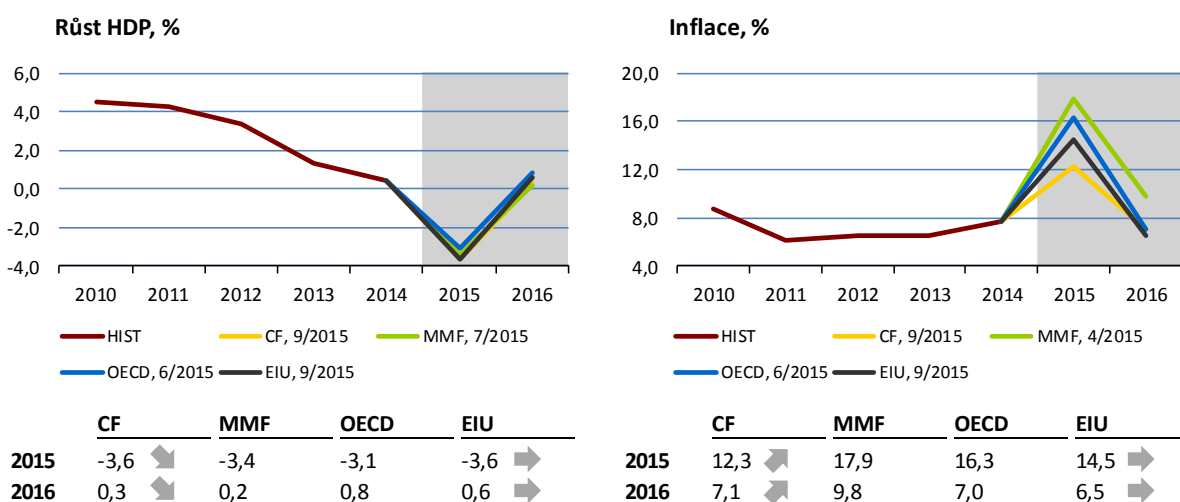 Růst HDP, %
6,0
4,0
2,0
0,0
-2,0
-4,0
2010 2011 2012 2013 2014 2015 2016
HIST CF, 9/2015 MMF, 7/2015
OECD, 6/2015 EIU, 9/2015
CF MMF OECD EIU
2015 -3,6 -3,4 -3,1 -3,6
2016 0,3 0,2 0,8 0,6
Inflace, %
20,0
16,0
12,0
8,0
4,0
2010 2011 2012 2013 2014 2015 2016
HIST CF, 9/2015 MMF, 4/2015
OECD, 6/2015 EIU, 9/2015
CF MMF OECD EIU
2015 12,3 17,9 16,3 14,5
2016 7,1 9,8 7,0 6,5